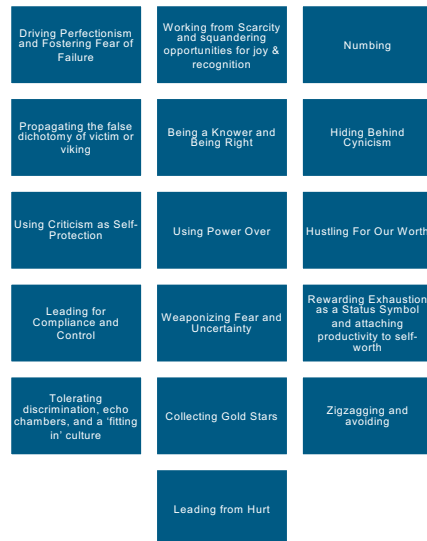 Driving Perfectionism
and Fostering Fear of
Failure
Working from Scarcity
and squandering
opportunities for joy &
recognition
Numbing
Propagating the false
dichotomy of victim or
viking
Being a Knower and
Being Right
Hiding Behind
Cynicism
Using Criticism as Self-
Protection
Using Power Over
Hustling For Our Worth
Leading for
Compliance and
Control
Weaponizing Fear and
Uncertainty
Rewarding Exhaustion
as a Status Symbol
and attaching
productivity to self-
worth
Tolerating
discrimination, echo
chambers, and a ‘fitting
in’ culture
Collecting Gold Stars
Zigzagging and
avoiding
Leading from Hurt